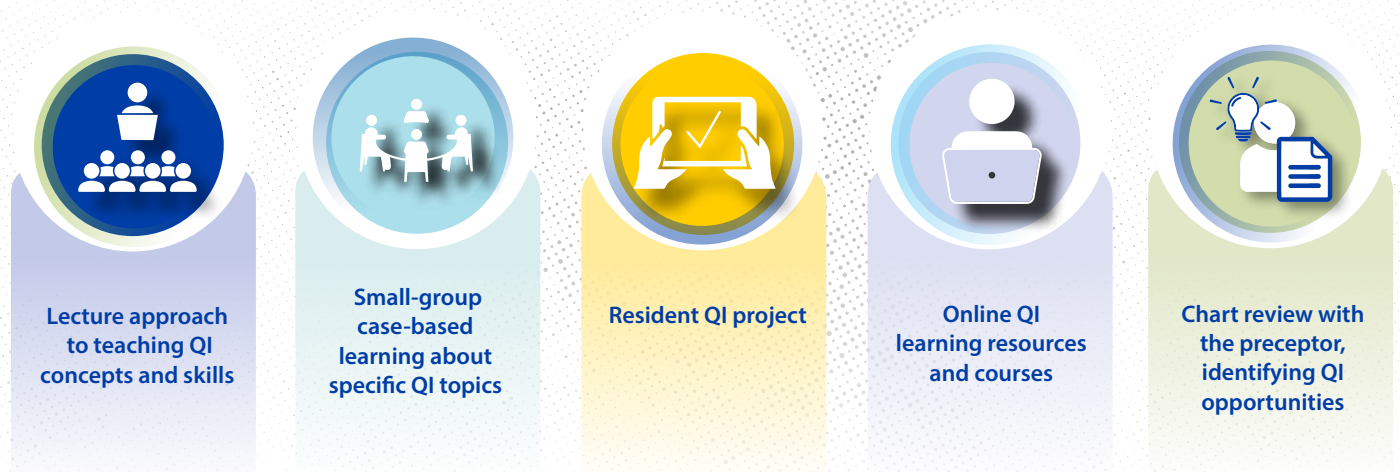 Lecture approach
to teaching QI
concepts and skills
Small-group
case-based
learning about
specific QI topics
Resident QI project
Online QI
learning resources
and courses
Chart review with
the preceptor,
identifying QI
opportunities